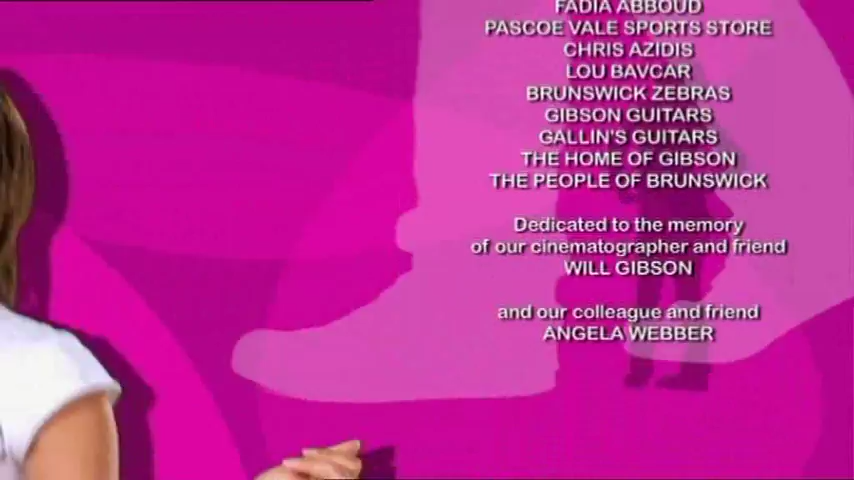 FADIA ABBOUD
PASCOE VALE SPORTS STORE
CHRIS AZIDIS
LOU BAVCAR
BRUNSWICK ZEBRAS
GIBSON GUITARS
GALLIN'S GUITARS
THE HOME OF GIBSON
THE PEOPLE OF BRUNSWICK
Dedicated to the memory
of our cinematographer and friend
WILL GIBSON
and our colleague and friend
ANGELA WEBBER